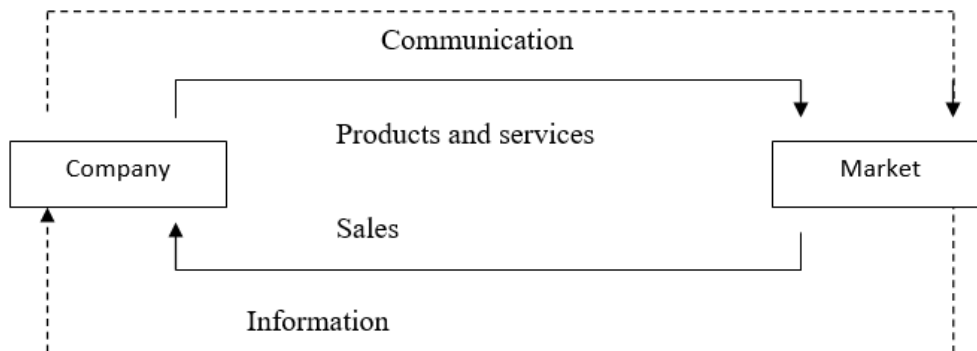 Communication
Products and services
Company
Market
Sales
Information